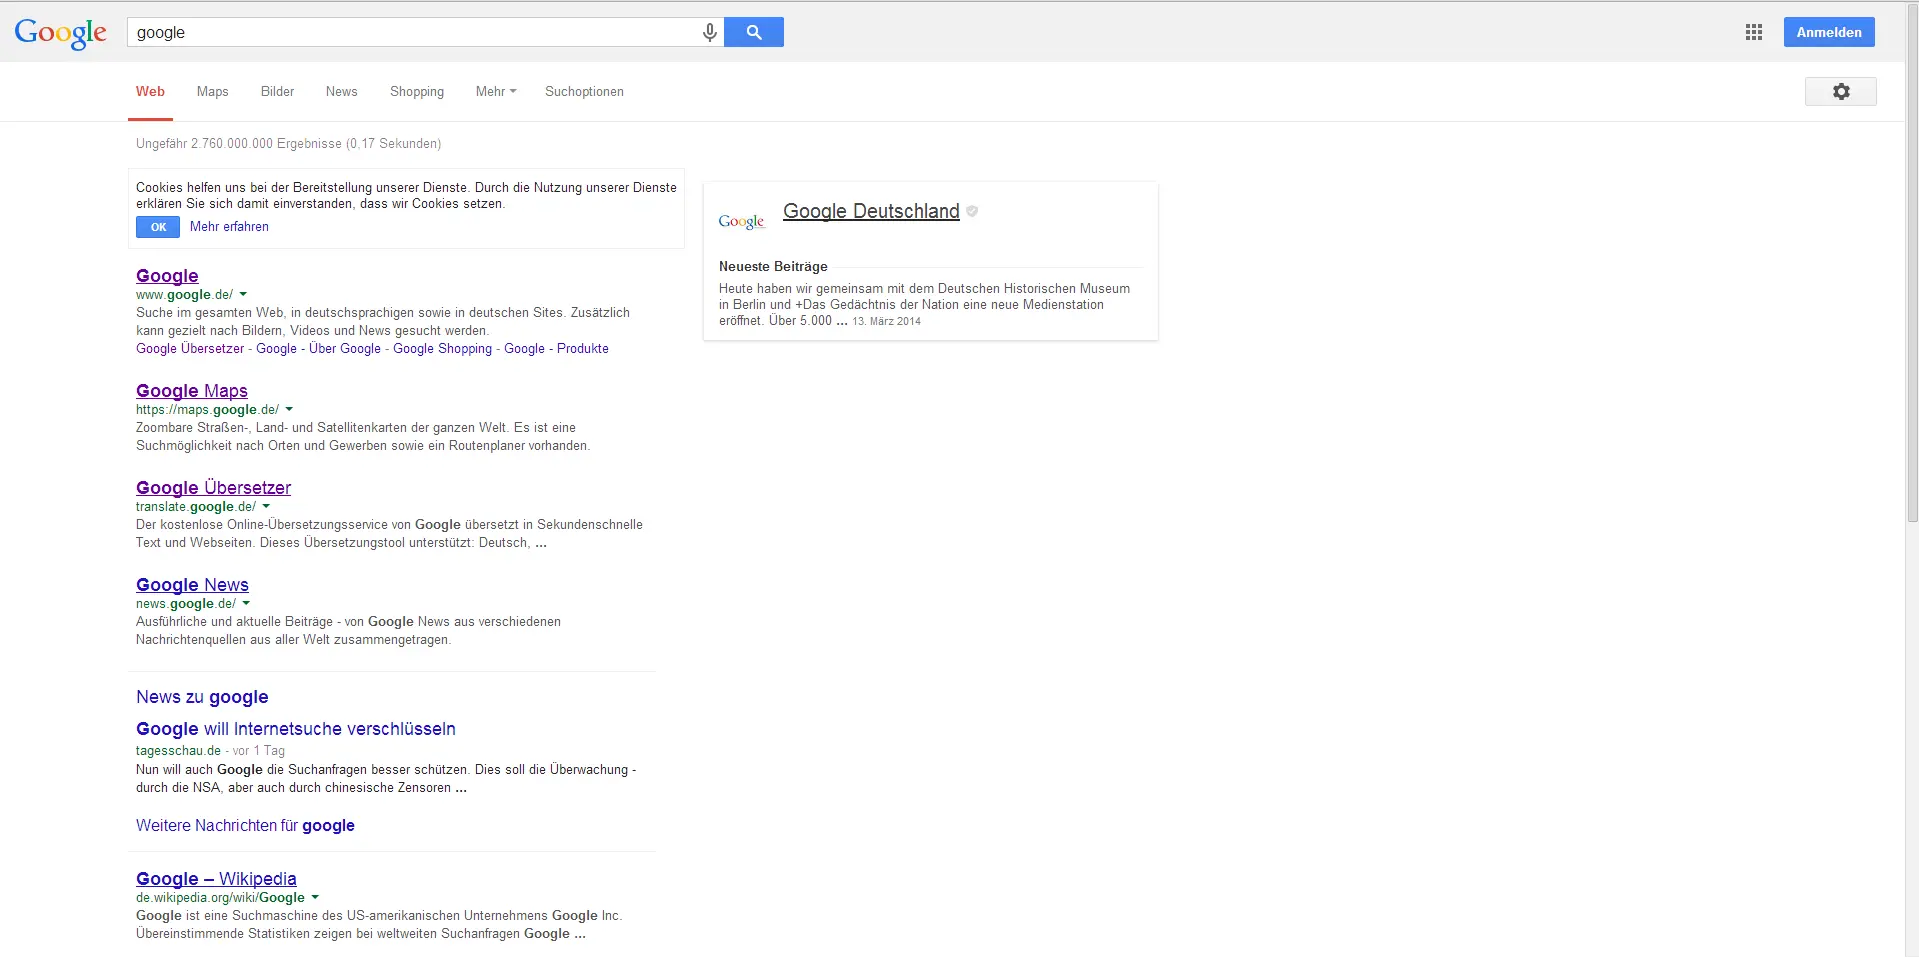 Google
google
Anmelden
Web Maps Bilder News Shopping Mehr Suchoptionen
Ungefähr 2.760.000.000 Ergebnisse (0,17 Sekunden)
Cookies helfen uns bei der Bereitstellung unserer Dienste. Durch die Nutzung unserer Dienste
erklären Sie sich damit einverstanden, dass wir Cookies setzen.
OK Mehr erfahren
Google
www.google.de/
Suche im gesamten Web, in deutschsprachigen sowie in deutschen Sites. Zusätzlich
kann gezielt nach Bildern, Videos und News gesucht werden.
Google Übersetzer - Google - Über Google - Google Shopping - Google - Produkte
Google Maps
https://maps.google.de/
Zoombare Straßen-, Land- und Satellitenkarten der ganzen Welt. Es ist eine
Suchmöglichkeit nach Orten und Gewerben sowie ein Routenplaner vorhanden.
Google Übersetzer
translate.google.de/
Der kostenlose Online-Übersetzungsservice von Google übersetzt in Sekundenschnelle
Text und Webseiten. Dieses Übersetzungstool unterstützt: Deutsch, ...
Google News
news.google.de/
Ausführliche und aktuelle Beiträge - von Google News aus verschiedenen
Nachrichtenquellen aus aller Welt zusammengetragen.
News zu google
Google will Internetsuche verschlüsseln
tagesschau.de - vor 1 Tag
Nun will auch Google die Suchanfragen besser schützen. Dies soll die Überwachung -
durch die NSA, aber auch durch chinesische Zensoren ...
Weitere Nachrichten für google
Google – Wikipedia
de.wikipedia.org/wiki/Google
Google ist eine Suchmaschine des US-amerikanischen Unternehmens Google Inc.
Übereinstimmende Statistiken zeigen bei weltweiten Suchanfragen Google ...
Google
Google Deutschland
Neueste Beiträge
Heute haben wir gemeinsam mit dem Deutschen Historischen Museum
in Berlin und +Das Gedächtnis der Nation eine neue Medienstation
eröffnet. Über 5.000 ... 13. März 2014